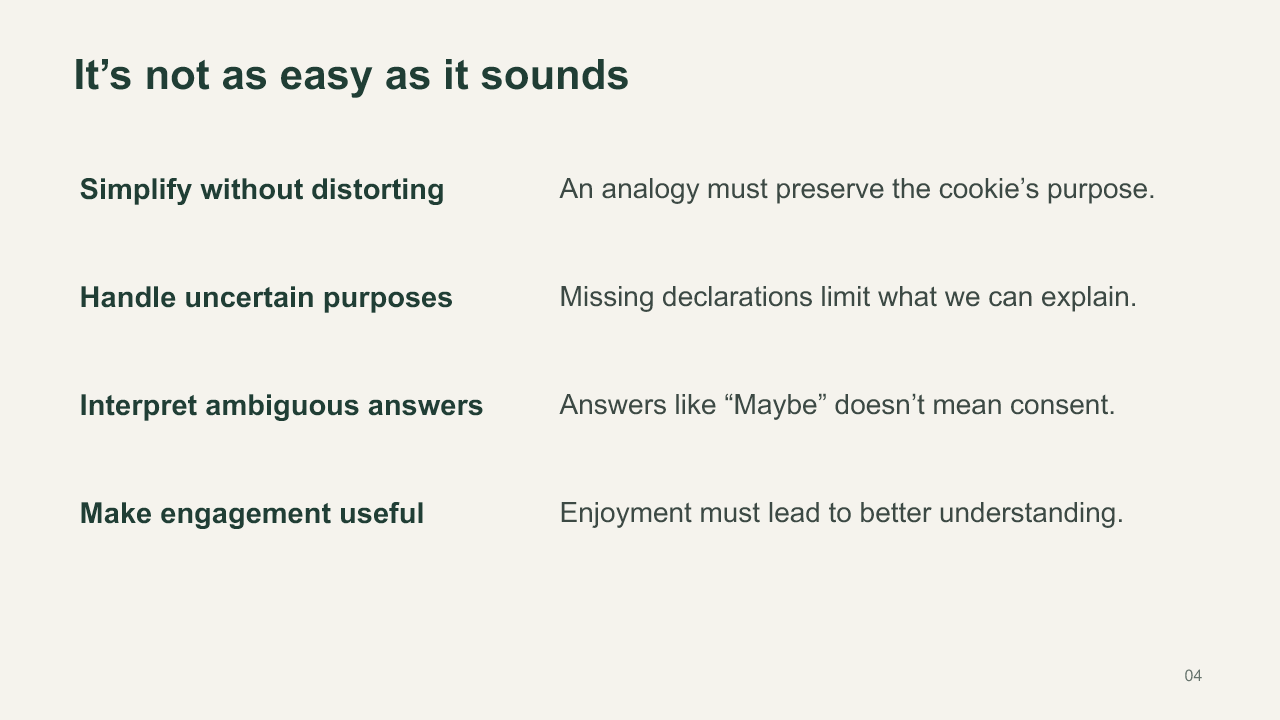 It’s not as easy as it sounds
Simplify without distorting
An analogy must preserve the cookie’s purpose.
Handle uncertain purposes
Missing declarations limit what we can explain.
Interpret ambiguous answers
Answers like “Maybe” doesn’t mean consent.
Make engagement useful
Enjoyment must lead to better understanding.
04